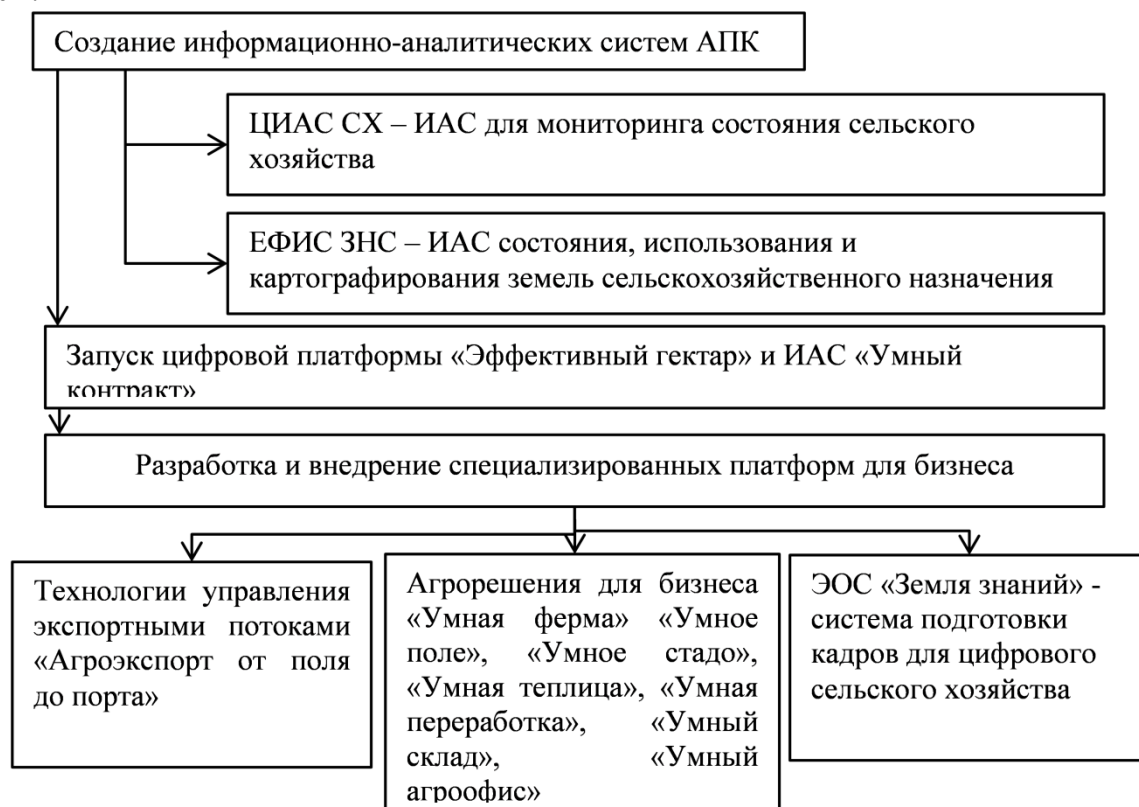 Создание информационно-аналитических систем АПК
ЦИАС СХ – ИАС для мониторинга состояния сельского
хозяйства
ЕФИС ЗНС – ИАС состояния, использования и
картографирования земель сельскохозяйственного назначения
Запуск цифровой платформы «Эффективный гектар» и ИАС «Умный
контракт»
Разработка и внедрение специализированных платформ для бизнеса
Технологии управления
экспортными потоками
«Агроэкспорт от поля
до порта»
Агрорешения для бизнеса
«Умная ферма» «Умное
поле», «Умное стадо»,
«Умная теплица», «Умная
переработка», «Умный
склад», «Умный
агроофис»
ЭОС «Земля знаний» -
система подготовки
кадров для цифрового
сельского хозяйства